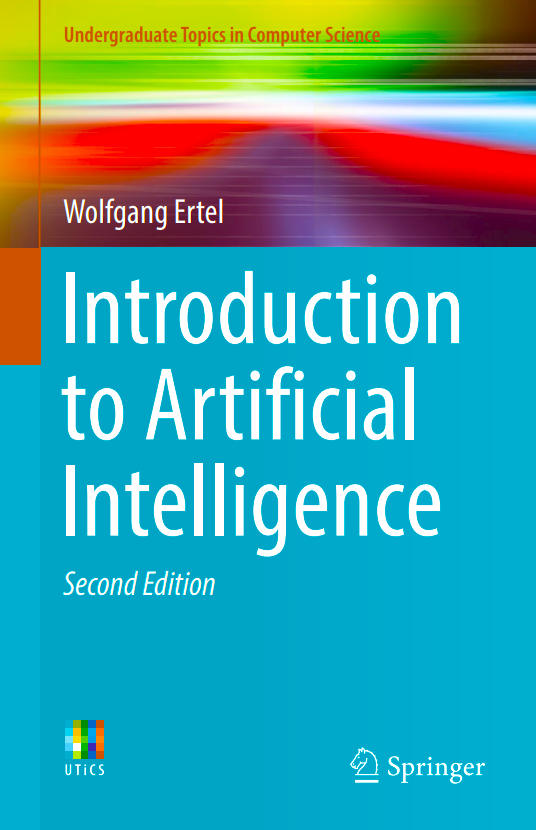 Undergraduate Topics in Computer Science
Wolfgang Ertel
Introduction
to Artificial
Intelligence
Second Edition
UTiCS
Springer